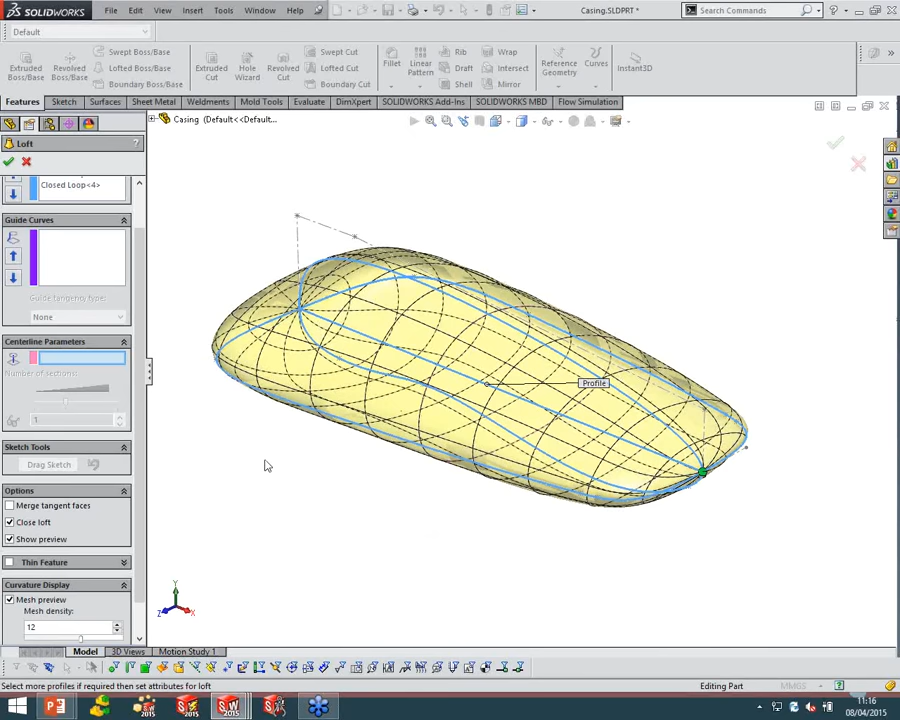 SOLIDWORKS File Edit View Insert Tools Window Help Casing.SLDPRT * Search Commands
Default
Extruded Boss/Base
Revolved Boss/Base
Swept Boss/Base
Lofted Boss/Base
Boundary Boss/Base
Extruded Cut
Hole Wizard
Revolved Cut
Swept Cut
Lofted Cut
Boundary Cut
Fillet
Linear Pattern
Rib
Draft
Shell
Wrap
Intersect
Mirror
Reference Geometry
Curves
Instant3D
Features Sketch Surfaces Sheet Metal Weldments Mold Tools Evaluate DimXpert SOLIDWORKS Add-Ins SOLIDWORKS MBD Flow Simulation
Casing (Default<<Default...
Loft ?
Closed Loop<4>
Guide Curves
Guide tangency type:
None
Centerline Parameters
Number of sections:
1
Sketch Tools
Drag Sketch
Options
Merge tangent faces
Close loft
Show preview
Thin Feature
Curvature Display
Mesh preview
Mesh density:
12
Profile
Y
Z
X
Model 3D Views Motion Study 1
Select more profiles if required then set attributes for loft Editing Part MMGS
2015 2015 2015
11:16
08/04/2015